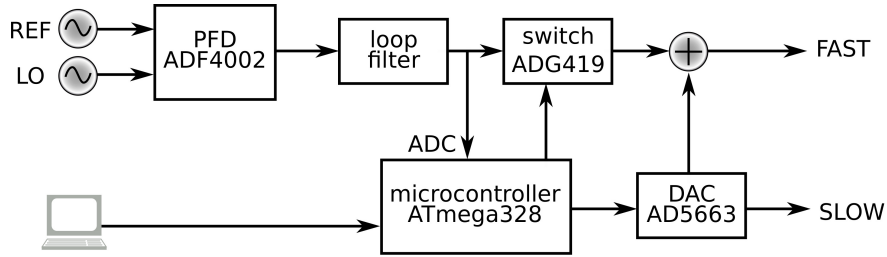 REF
LO
PFD
ADF4002
loop
filter
switch
ADG419
FAST
ADC
microcontroller
ATmega328
DAC
AD5663
SLOW